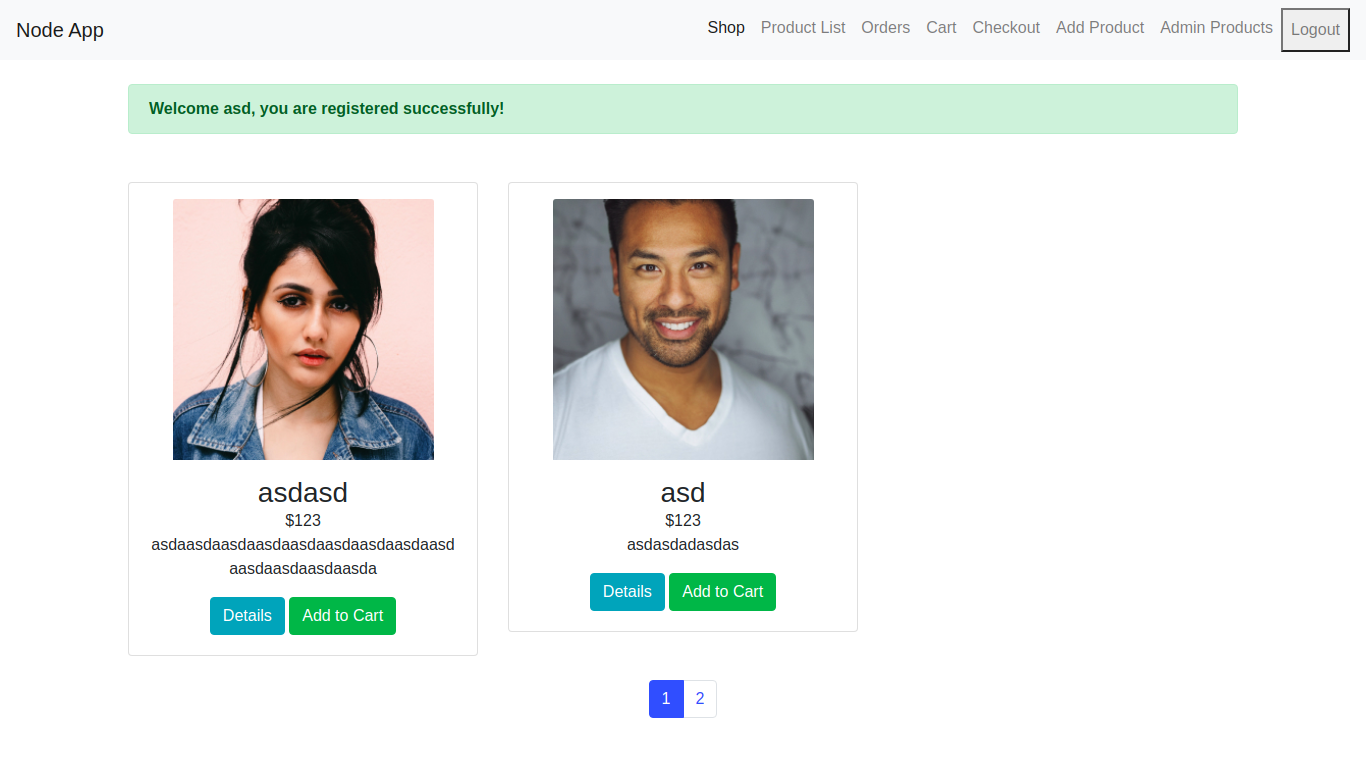 Node App
Shop Product List Orders Cart Checkout Add Product Admin Products Logout
Welcome asd, you are registered successfully!
asdasd
$123
asdaasdaasdaasdaasdaasdaasdaasdaasdaasd
aasdaasdaasdaasda
Details Add to Cart
asd
$123
asdasdadasdas
Details Add to Cart
1 2